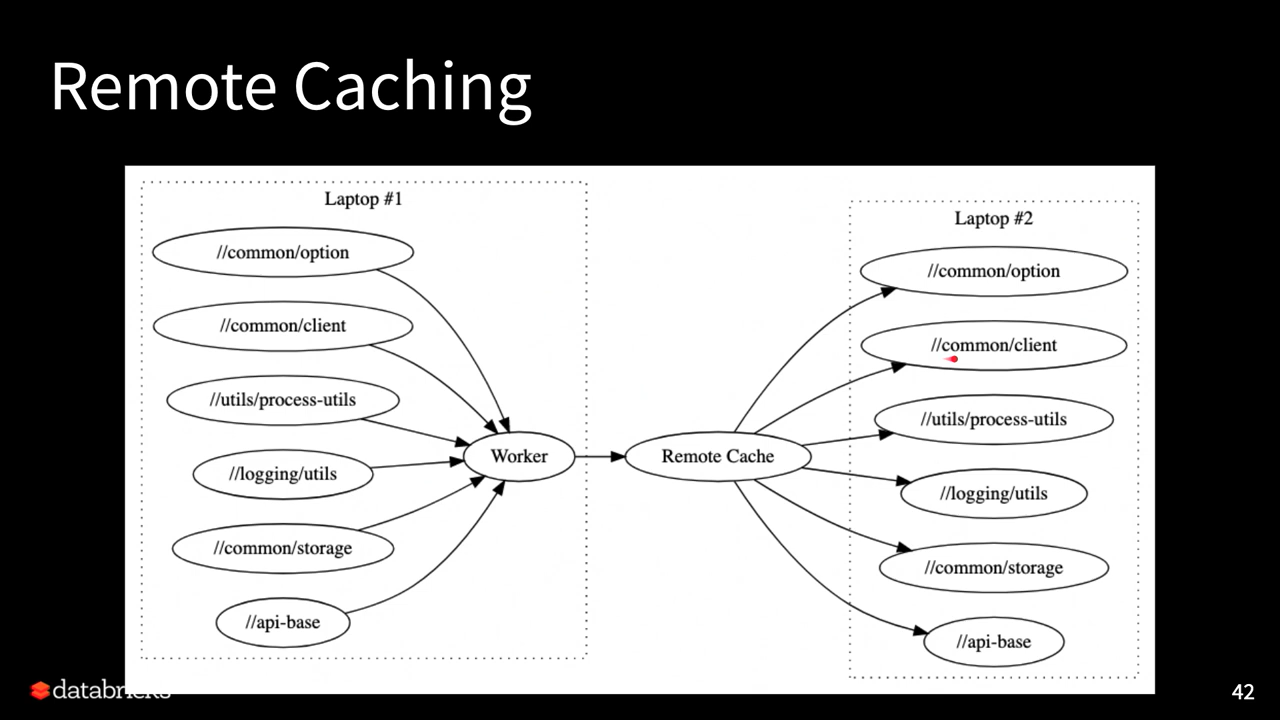 Remote Caching
Laptop #1
//common/option
//common/client
//utils/process-utils
//logging/utils
//common/storage
//api-base
Worker
Remote Cache
Laptop #2
//common/option
//common/client
//utils/process-utils
//logging/utils
//common/storage
//api-base
databricks
42